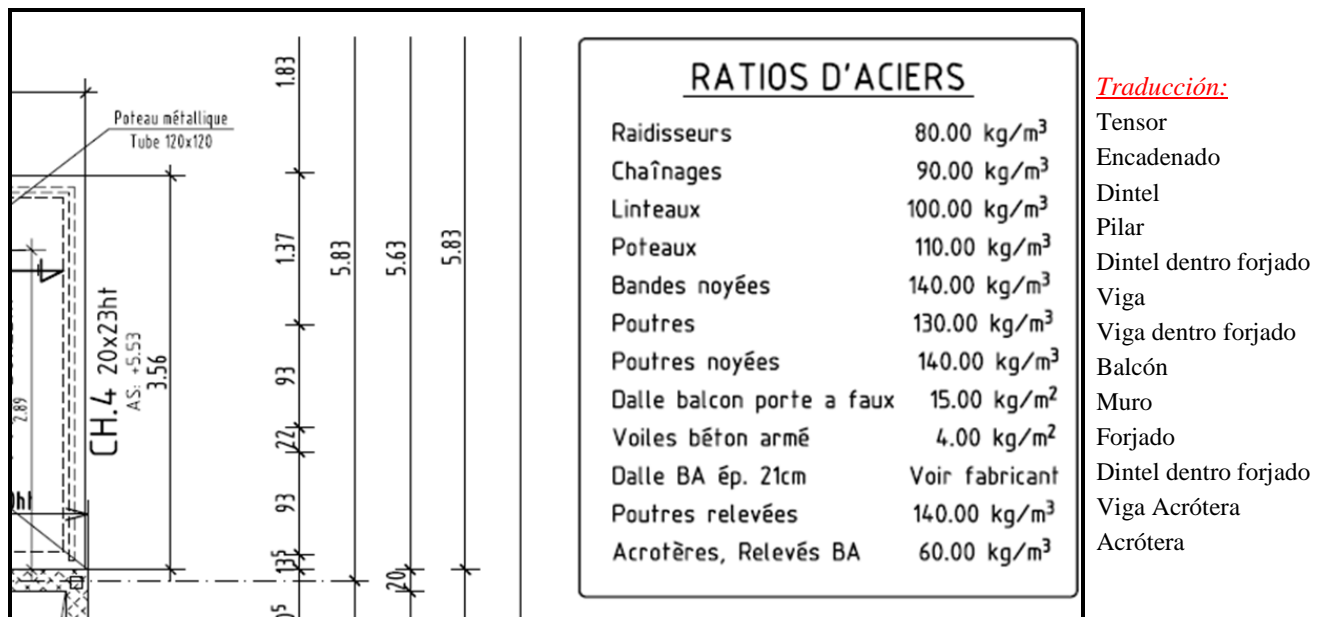 1.83
Poteau métallique
Tube 120x120
1.37
5.83
5.63
5.83
CH.4 20x23ht
AS: +5.53
3.56
2.89
93
22
93
20
RATIOS D'ACIERS
Raidisseurs 80.00 kg/m³
Chaînages 90.00 kg/m³
Linteaux 100.00 kg/m³
Poteaux 110.00 kg/m³
Bandes noyées 140.00 kg/m³
Poutres 130.00 kg/m³
Poutres noyées 140.00 kg/m³
Dalle balcon porte a faux 15.00 kg/m²
Voiles béton armé 4.00 kg/m²
Dalle BA ép. 21cm Voir fabricant
Poutres relevées 140.00 kg/m³
Acrotères, Relevés BA 60.00 kg/m³
Traducción:
Tensor
Encadenado
Dintel
Pilar
Dintel dentro forjado
Viga
Viga dentro forjado
Balcón
Muro
Forjado
Dintel dentro forjado
Viga Acrótera
Acrótera